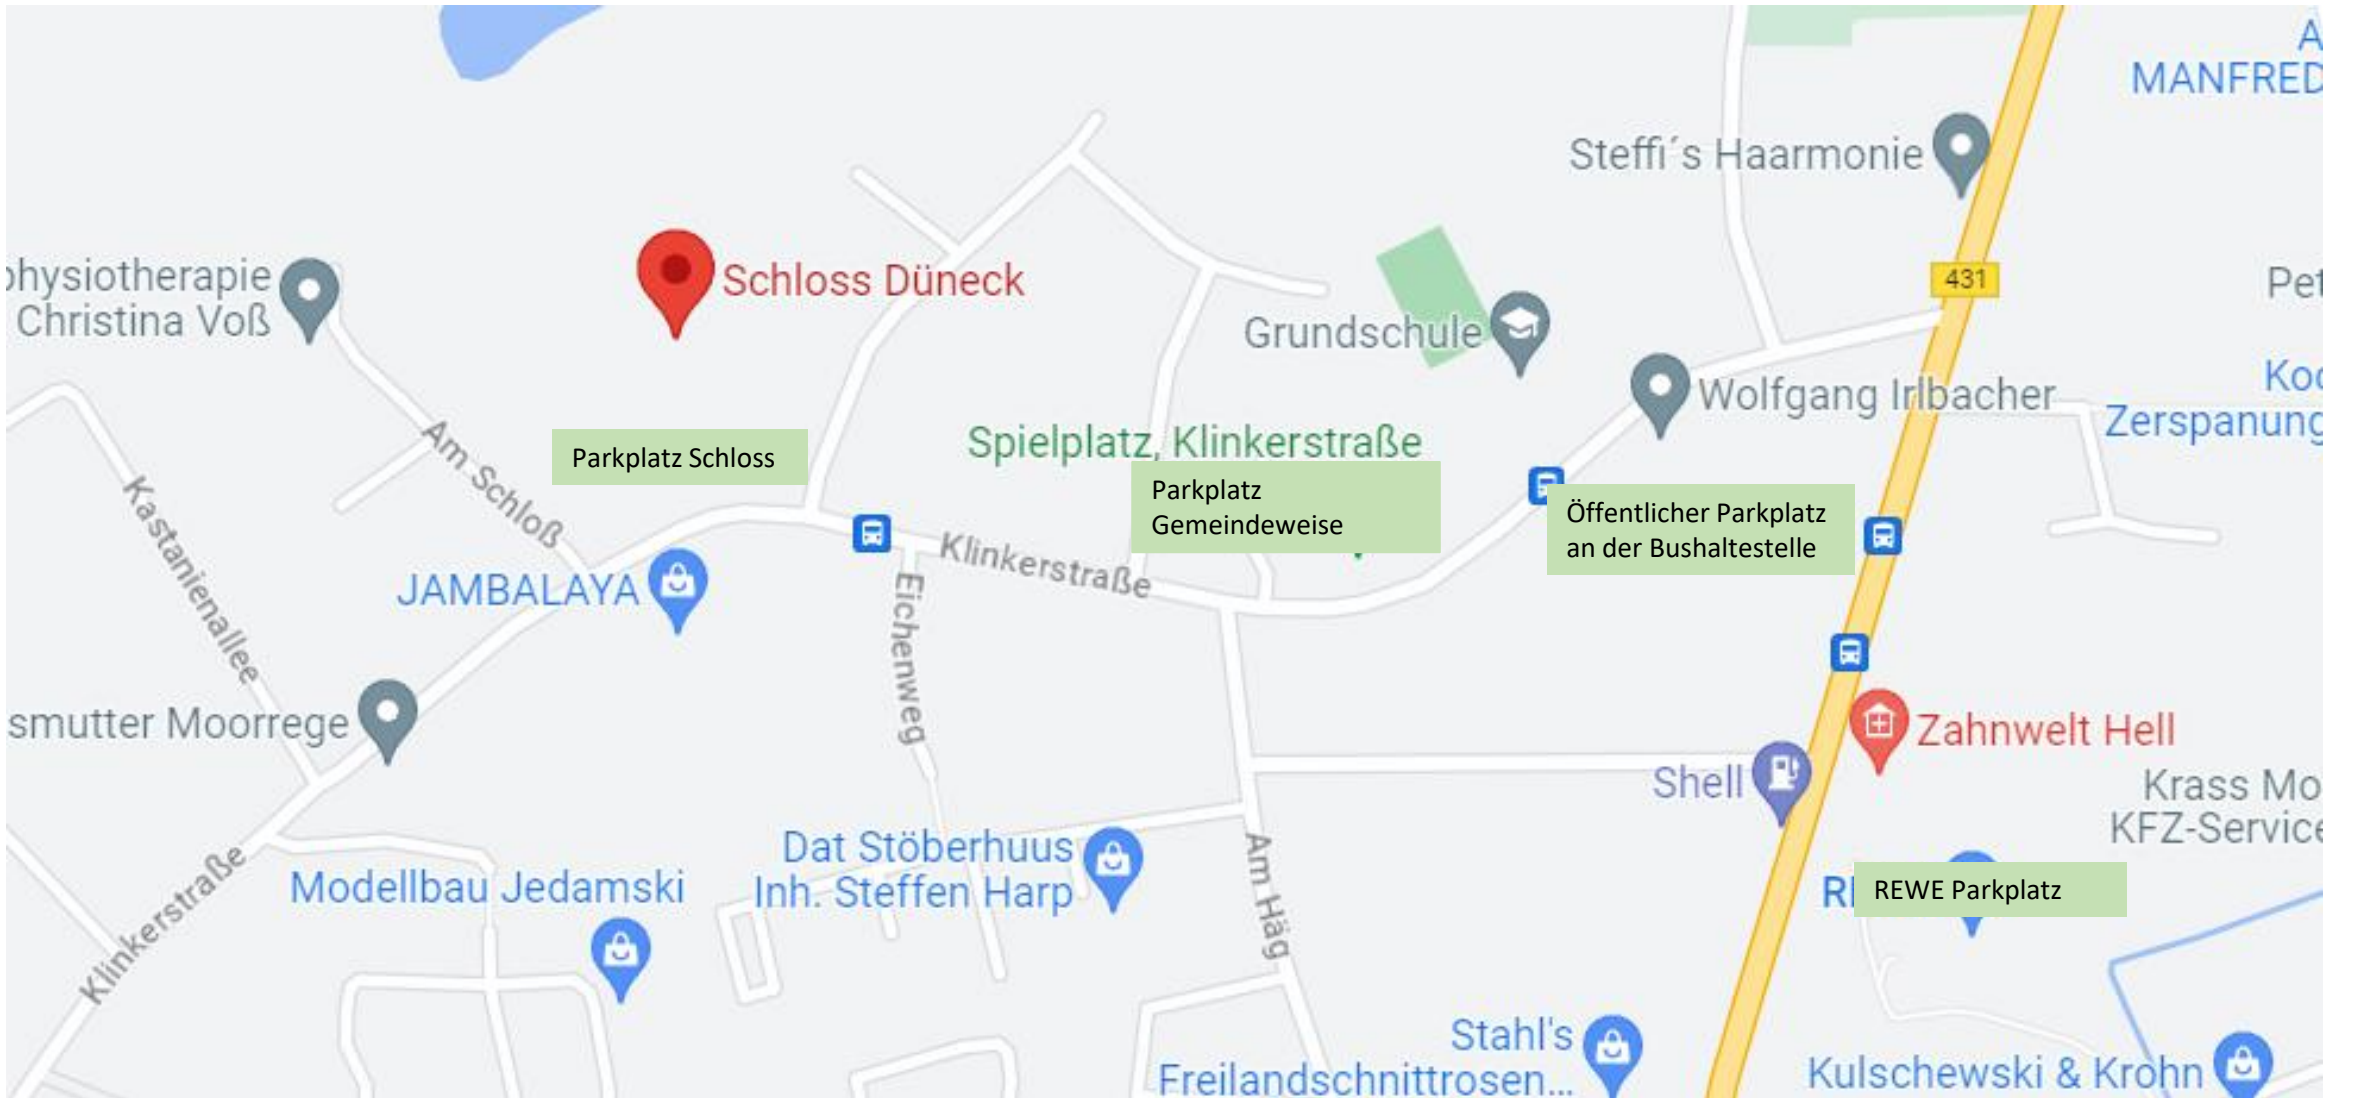 A
MANFRED
Steffi´s Haarmonie
431
physiotherapie
Christina Voß
Schloss Düneck
Pet
Grundschule
Wolfgang Irlbacher
Koc
Zerspanung
Am Schloß
Parkplatz Schloss
Spielplatz, Klinkerstraße
Parkplatz
Gemeindeweise
Öffentlicher Parkplatz
an der Bushaltestelle
Kastanienallee
Klinkerstraße
JAMBALAYA
Eichenweg
smutter Moorrege
Zahnwelt Hell
Shell
Krass Mo
KFZ-Service
Dat Stöberhuus
Inh. Steffen Harp
Am Häg
Modellbau Jedamski
REWE Parkplatz
Klinkerstraße
Stahl's
Freilandschnittrosen...
Kulschewski & Krohn